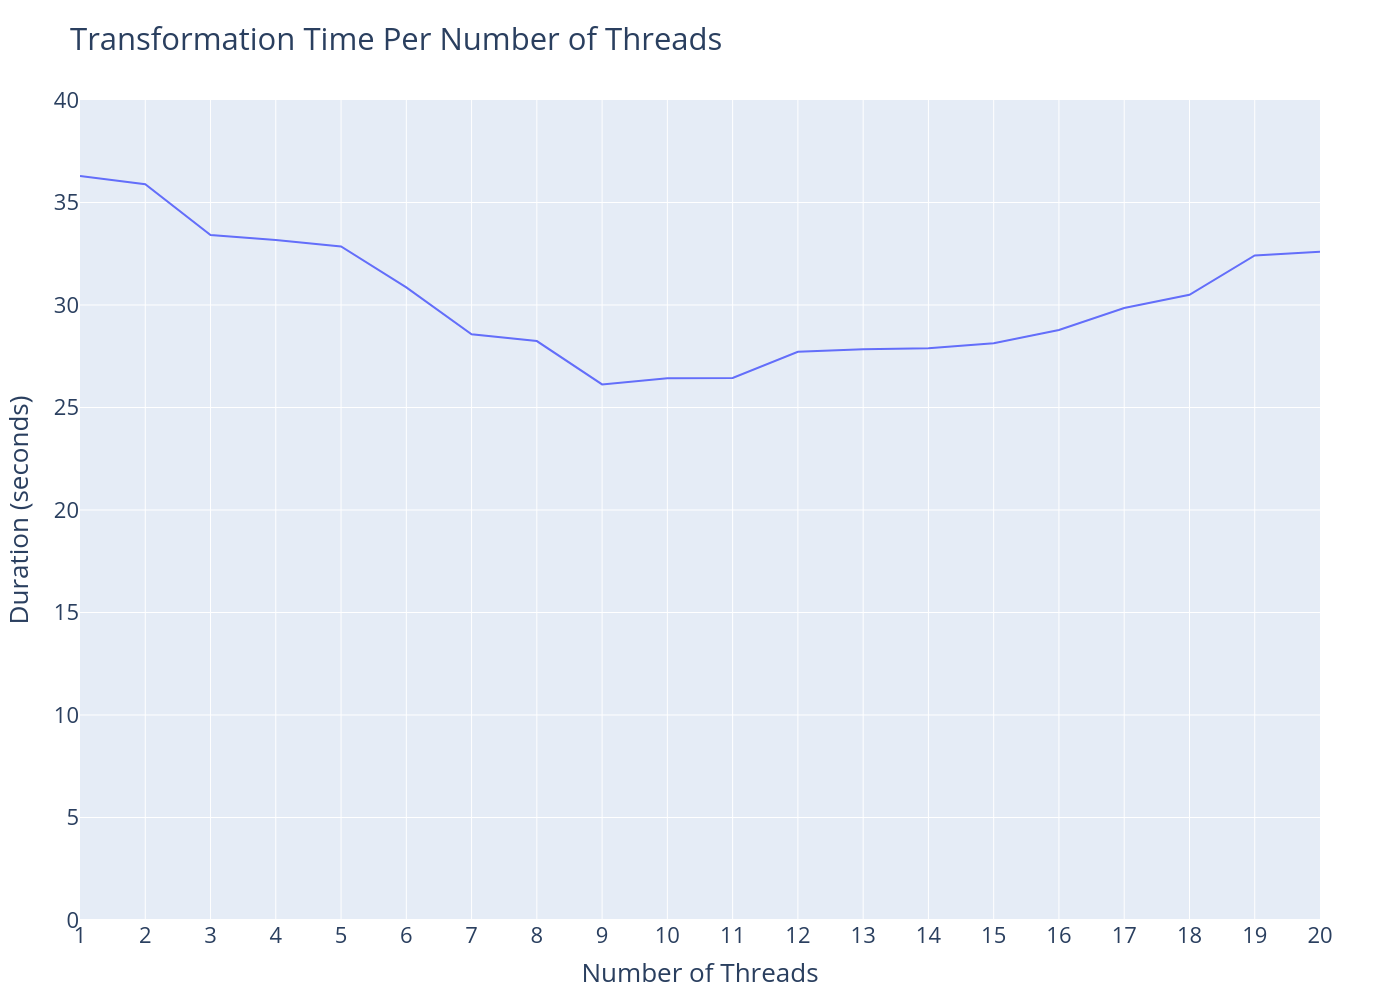 Transformation Time Per Number of Threads
40
35
30
25
20
15
10
5
0
Duration (seconds)
1 2 3 4 5 6 7 8 9 10 11 12 13 14 15 16 17 18 19 20
Number of Threads